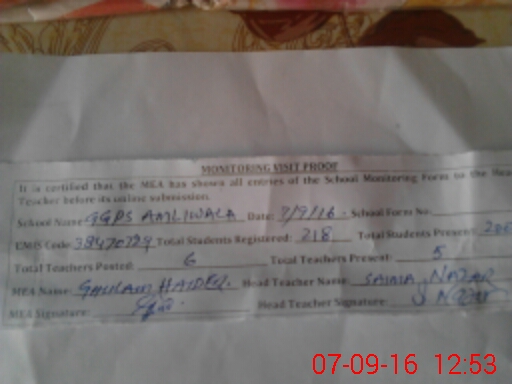 MONITORING VISIT PROOF
It is certified that the MEA has shown all entries of the School Monitoring Form to the Head
Teacher before its online submission.
School Name: GGPS AMLIWALA Date: 7/9/16. School Form No:
EMIS Code: Total Students Registered: 218 Total Students Present:
Total Teachers Posted: 6 Total Teachers Present: 5
MEA Name: GHULAM HAIDER. Head Teacher Name: SAIMA NAZAR
MEA Signature: Head Teacher Signature:
07-09-16 12:53